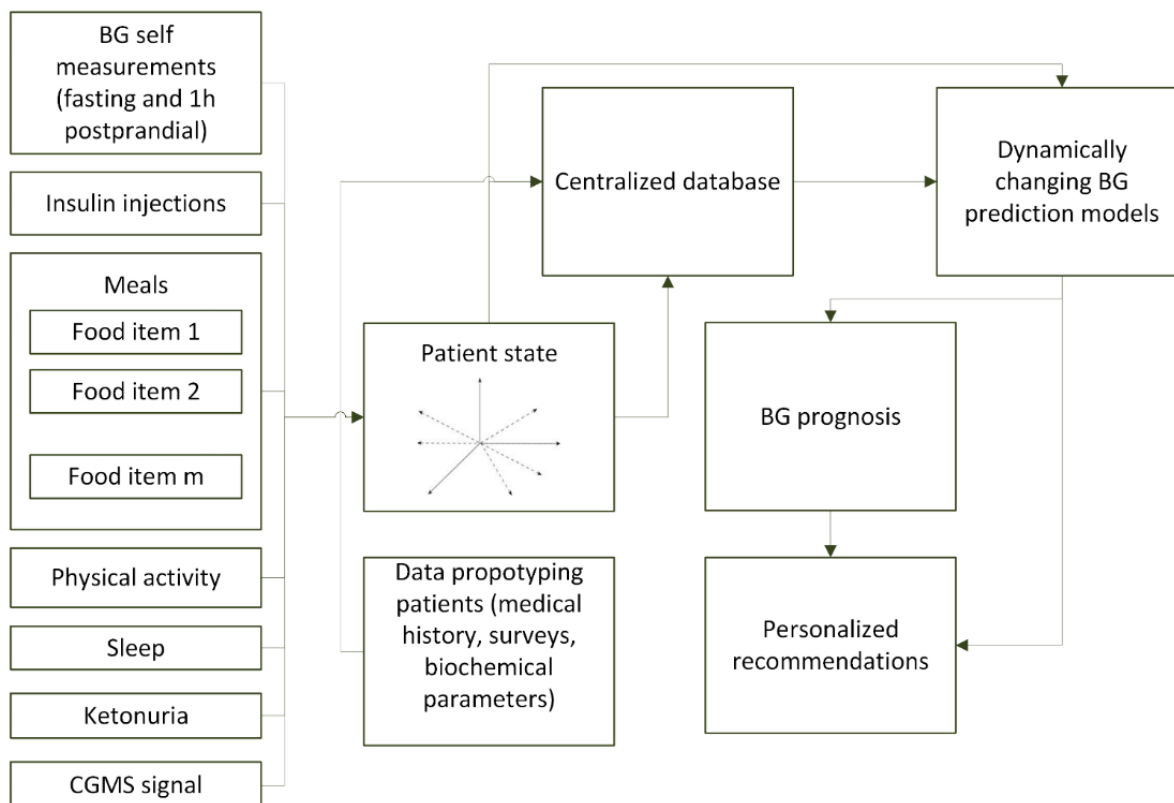 BG self
measurements
(fasting and 1h
postprandial)
Insulin injections
Meals
Food item 1
Food item 2
Food item m
Physical activity
Sleep
Ketonuria
CGMS signal
Patient state
Data propotyping
patients (medical
history, surveys,
biochemical
parameters)
Centralized database
Dynamically
changing BG
prediction models
BG prognosis
Personalized
recommendations